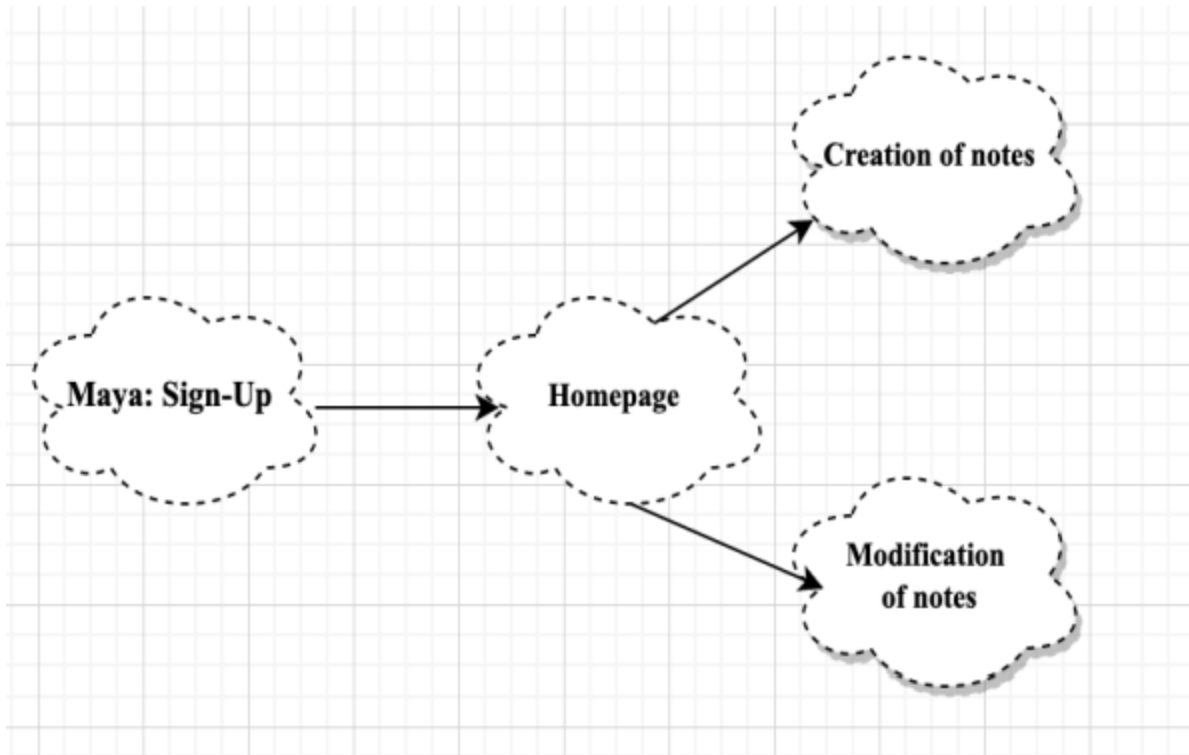 Creation of notes
Maya: Sign-Up
Homepage
Modification
of notes